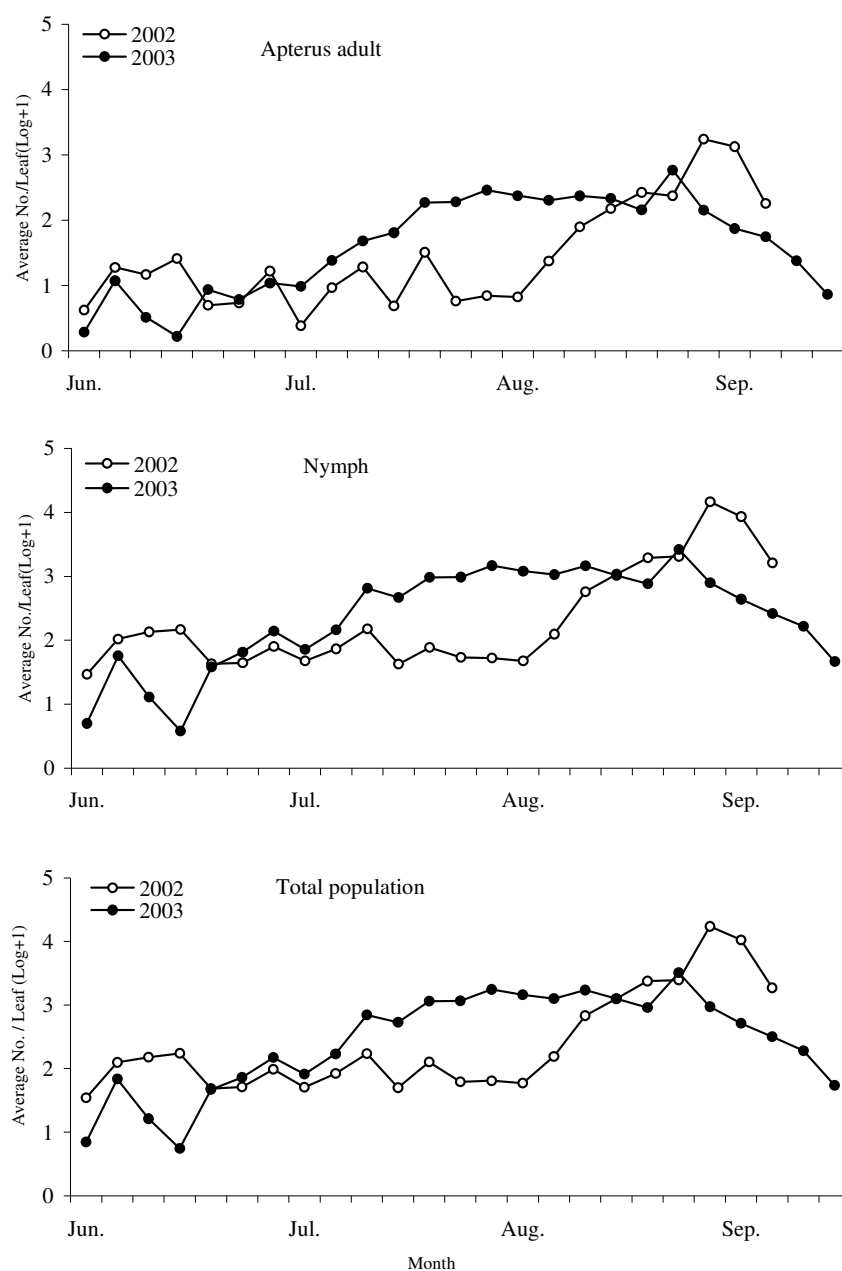 5
2002
Apterus adult
2003
4
3
2
1
0
Average No./Leaf(Log+1)
Jun. Jul. Aug. Sep.
5
2002
Nymph
2003
4
3
2
1
0
Average No./Leaf(Log+1)
Jun. Jul. Aug. Sep.
5
2002
Total population
2003
4
3
2
1
0
Average No. / Leaf (Log+1)
Jun. Jul. Aug. Sep.
Month